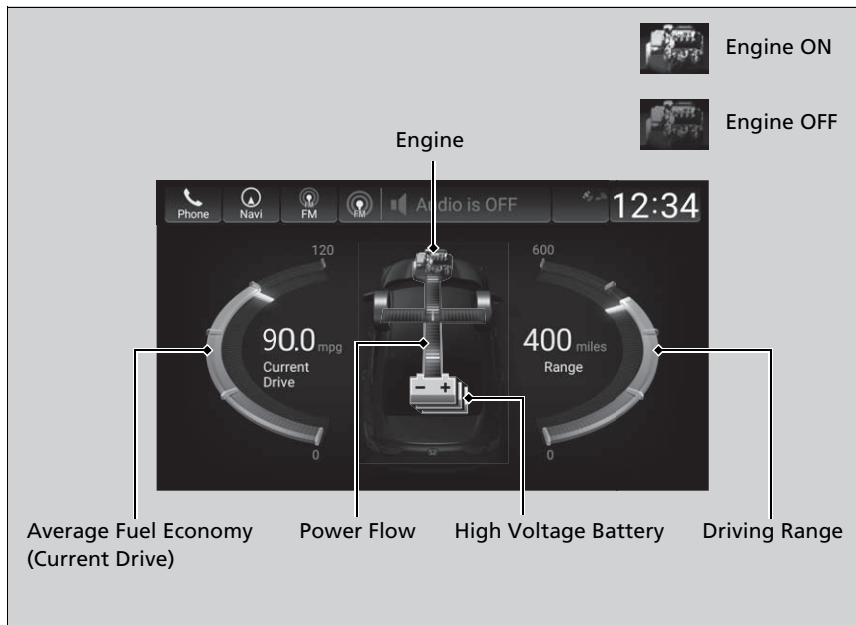 Engine ON
Engine OFF
Engine
Phone
Navi
FM
FM
Audio is OFF
12:34
120
600
90.0 mpg
Current
Drive
400 miles
Range
- +
0
0
Average Fuel Economy
(Current Drive)
Power Flow
High Voltage Battery
Driving Range